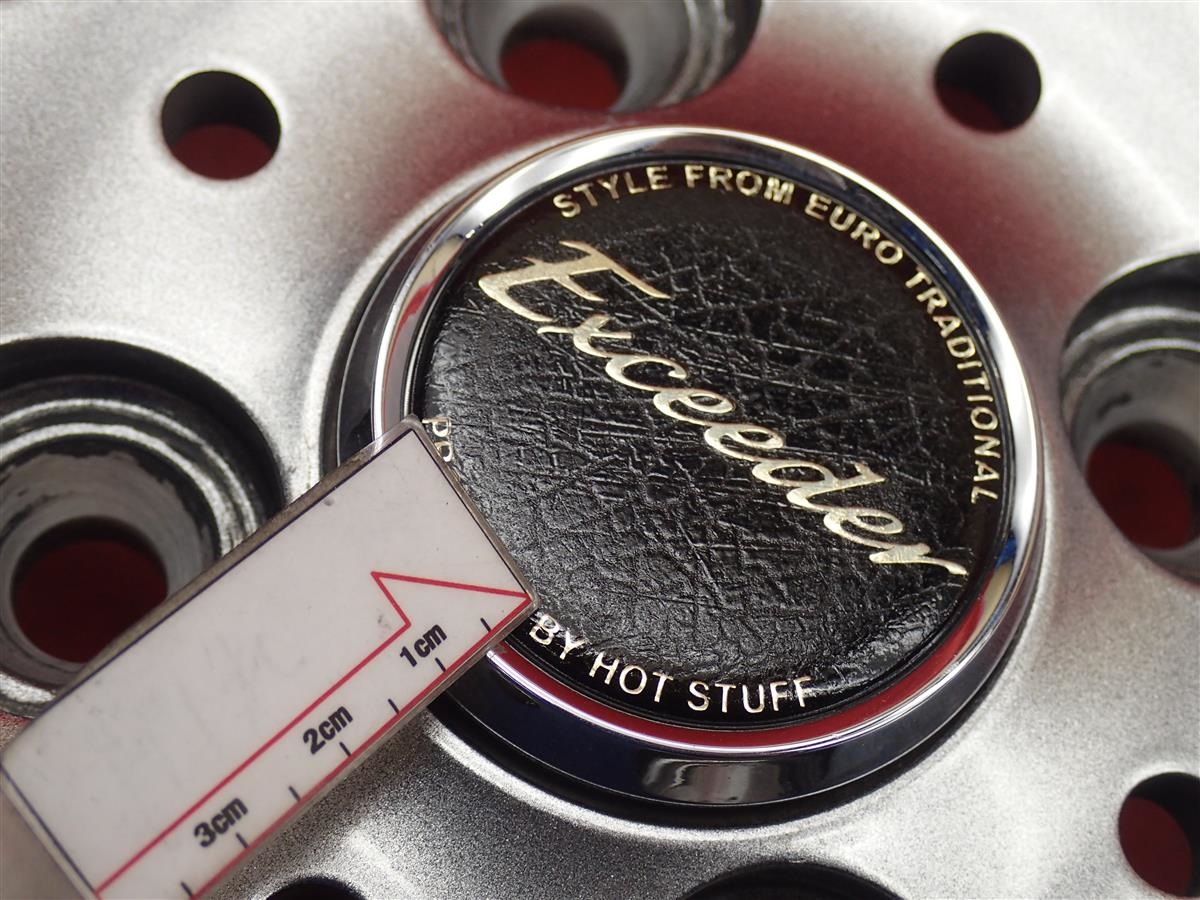 STYLE FROM EURO TRADITIONAL
Exceeder
BY HOT STUFF
1cm
2cm
3cm